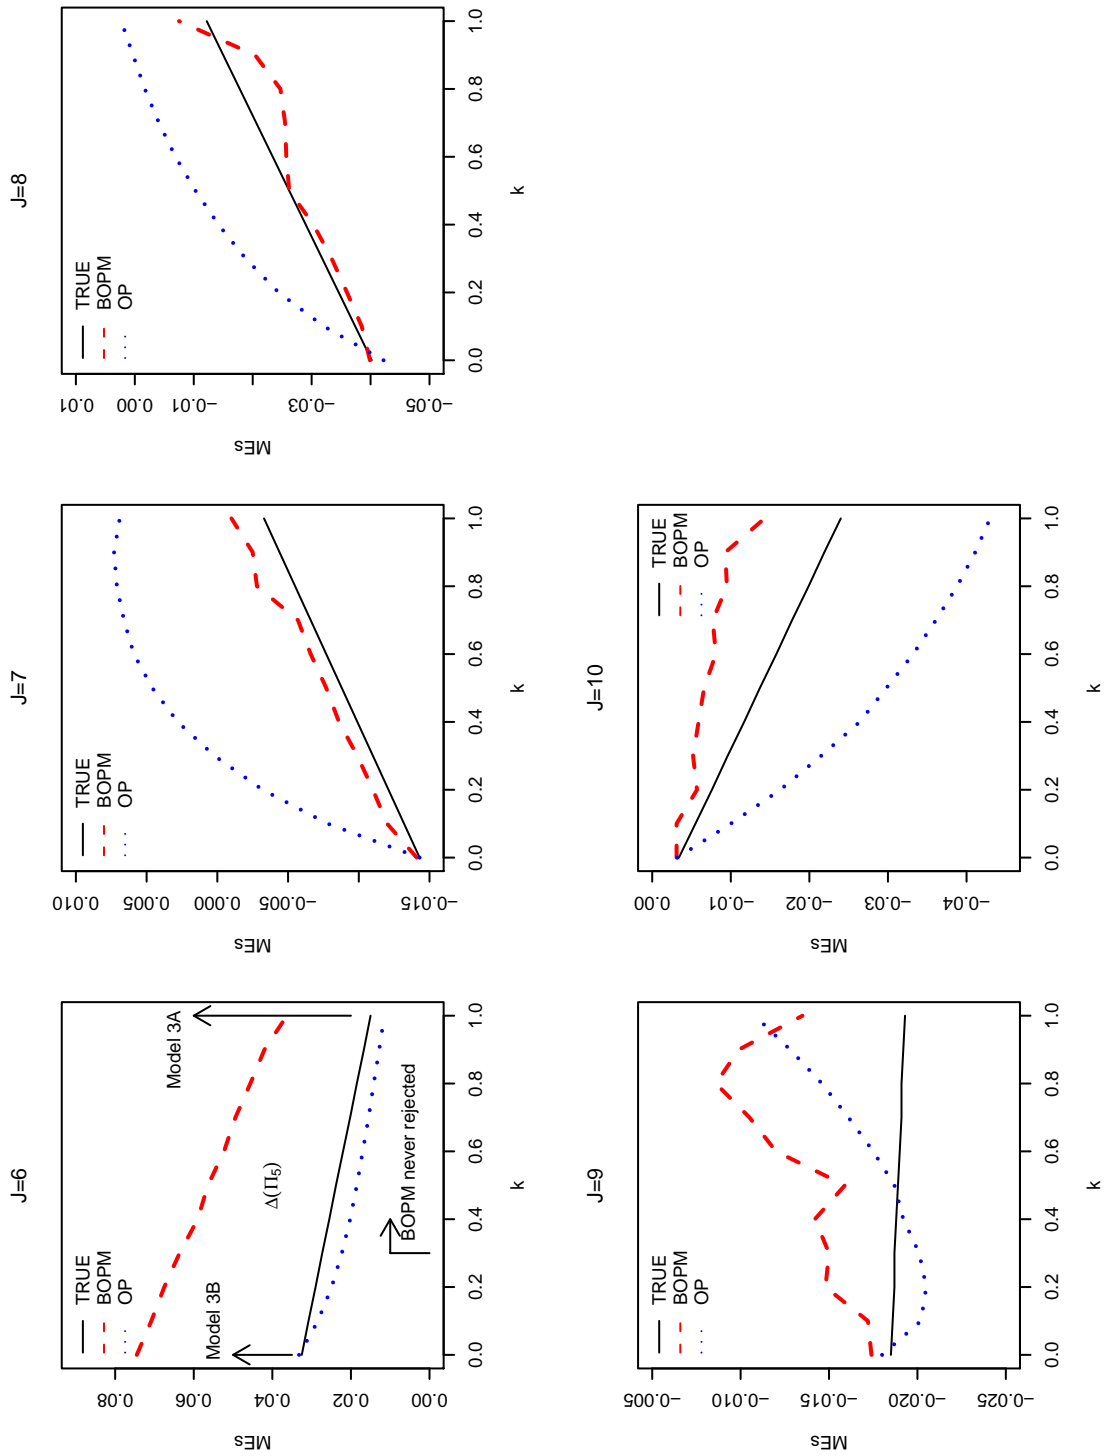 J=6
TRUE
BOPM
OP
Model 3B
Model 3A
Δ(Π₅)
BOPM never rejected
0.08
0.06
0.04
0.02
0.00
MEs
0.0 0.2 0.4 0.6 0.8 1.0
k
J=7
TRUE
BOPM
OP
0.010
0.005
0.000
−0.005
−0.015
MEs
0.0 0.2 0.4 0.6 0.8 1.0
k
J=8
TRUE
BOPM
OP
0.01
0.00
−0.01
−0.03
−0.05
MEs
0.0 0.2 0.4 0.6 0.8 1.0
k
J=9
TRUE
BOPM
OP
−0.005
−0.010
−0.015
−0.020
−0.025
MEs
0.0 0.2 0.4 0.6 0.8 1.0
k
J=10
TRUE
BOPM
OP
0.00
−0.01
−0.02
−0.03
−0.04
MEs
0.0 0.2 0.4 0.6 0.8 1.0
k